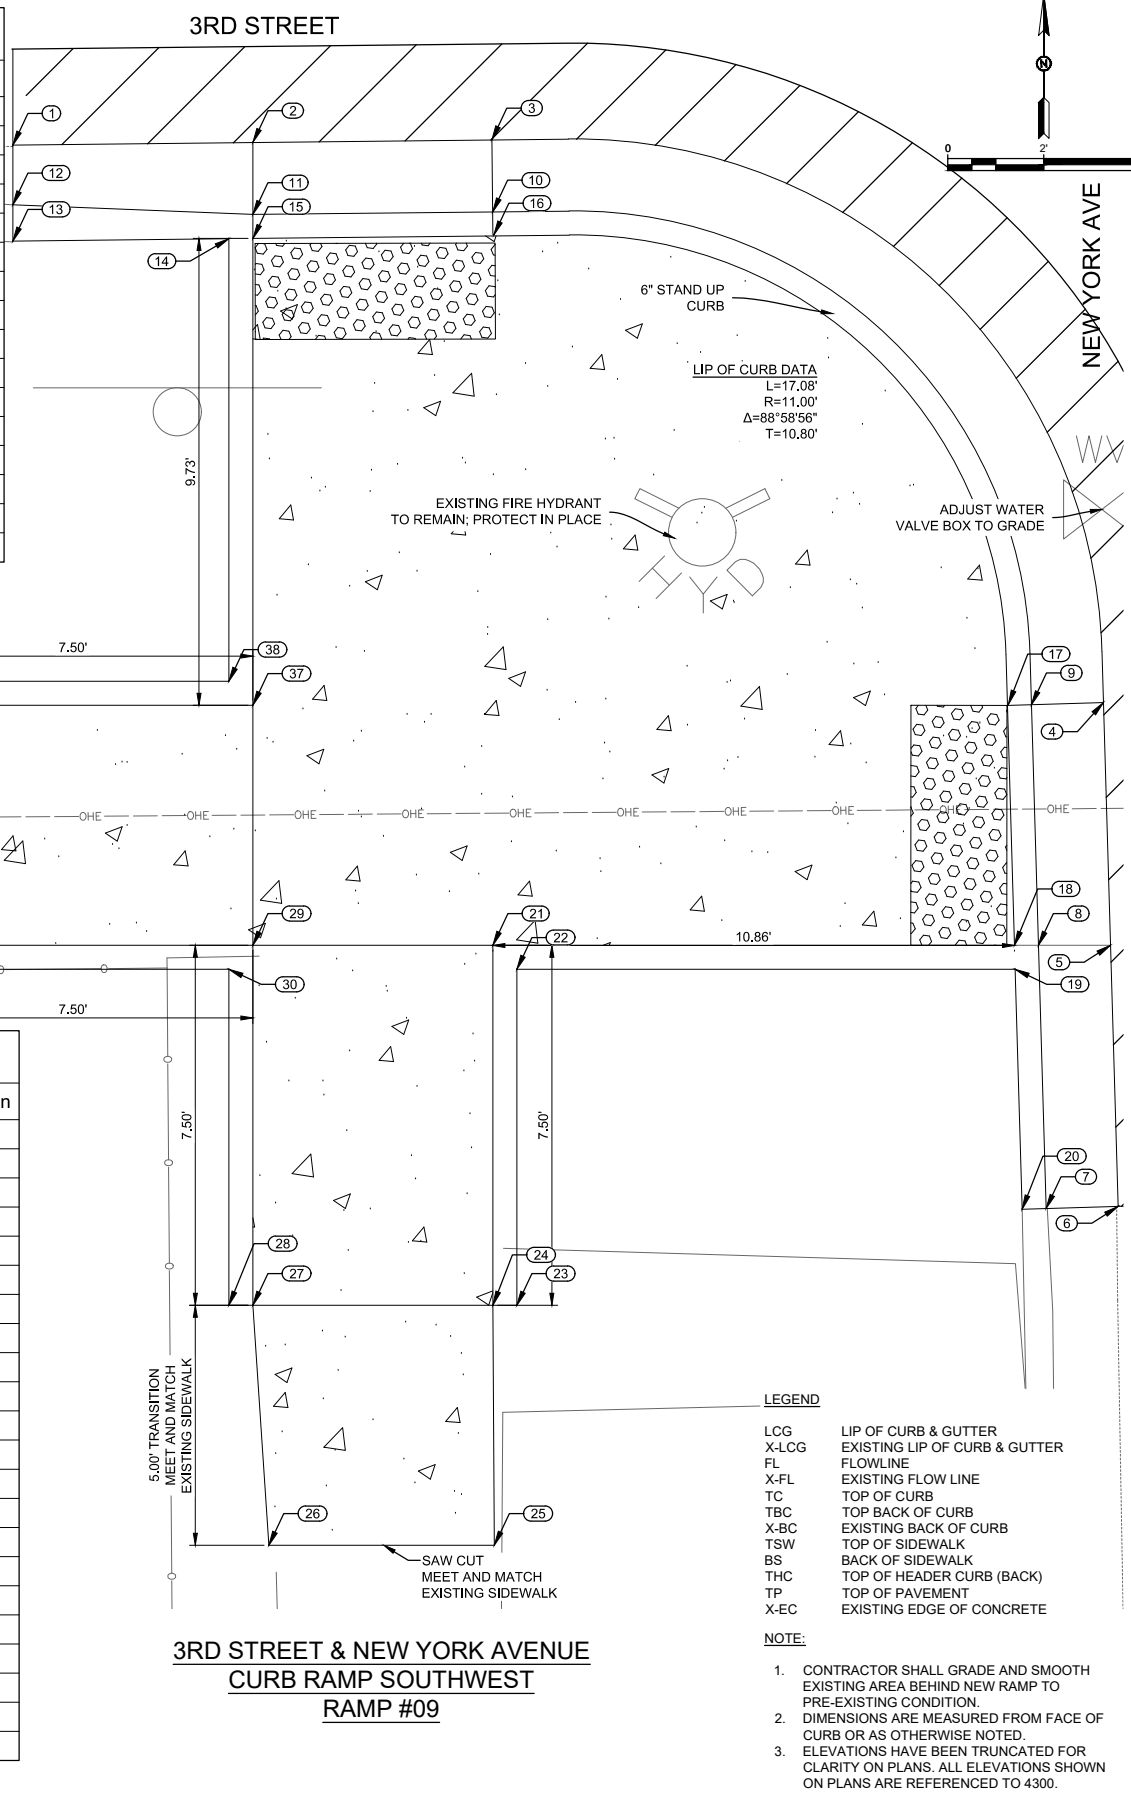 3RD STREET
N
0
2'
NEW YORK AVE
1
2
3
12
11
10
13
15
16
14
6" STAND UP
CURB
LIP OF CURB DATA
L=17.08'
R=11.00'
Δ=88°58'56"
T=10.80'
9.73'
EXISTING FIRE HYDRANT
TO REMAIN; PROTECT IN PLACE
HYD
WV
ADJUST WATER
VALVE BOX TO GRADE
7.50'
38
37
17
9
4
OHE OHE OHE OHE OHE OHE OHE OHE OHE OHE
29
21
18
22
10.86'
8
5
30
19
7.50'
n
7.50'
7.50'
20
7
6
28
24
27
23
5.00' TRANSITION
MEET AND MATCH
EXISTING SIDEWALK
26
25
SAW CUT
MEET AND MATCH
EXISTING SIDEWALK
LEGEND
LCG LIP OF CURB & GUTTER
X-LCG EXISTING LIP OF CURB & GUTTER
FL FLOWLINE
X-FL EXISTING FLOW LINE
TC TOP OF CURB
TBC TOP BACK OF CURB
X-BC EXISTING BACK OF CURB
TSW TOP OF SIDEWALK
BS BACK OF SIDEWALK
THC TOP OF HEADER CURB (BACK)
TP TOP OF PAVEMENT
X-EC EXISTING EDGE OF CONCRETE
NOTE:
1. CONTRACTOR SHALL GRADE AND SMOOTH
EXISTING AREA BEHIND NEW RAMP TO
PRE-EXISTING CONDITION.
2. DIMENSIONS ARE MEASURED FROM FACE OF
CURB OR AS OTHERWISE NOTED.
3. ELEVATIONS HAVE BEEN TRUNCATED FOR
CLARITY ON PLANS. ALL ELEVATIONS SHOWN
ON PLANS ARE REFERENCED TO 4300.
3RD STREET & NEW YORK AVENUE
CURB RAMP SOUTHWEST
RAMP #09